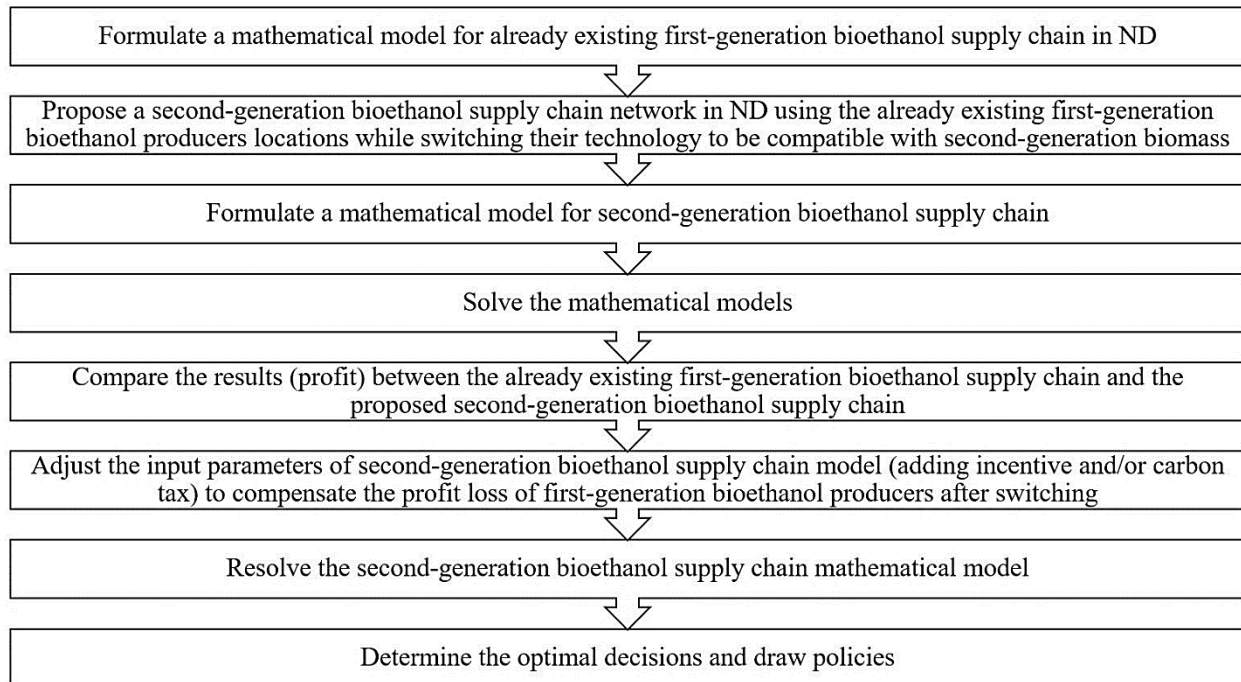 Formulate a mathematical model for already existing first-generation bioethanol supply chain in ND
Propose a second-generation bioethanol supply chain network in ND using the already existing first-generation
bioethanol producers locations while switching their technology to be compatible with second-generation biomass
Formulate a mathematical model for second-generation bioethanol supply chain
Solve the mathematical models
Compare the results (profit) between the already existing first-generation bioethanol supply chain and the
proposed second-generation bioethanol supply chain
Adjust the input parameters of second-generation bioethanol supply chain model (adding incentive and/or carbon
tax) to compensate the profit loss of first-generation bioethanol producers after switching
Resolve the second-generation bioethanol supply chain mathematical model
Determine the optimal decisions and draw policies